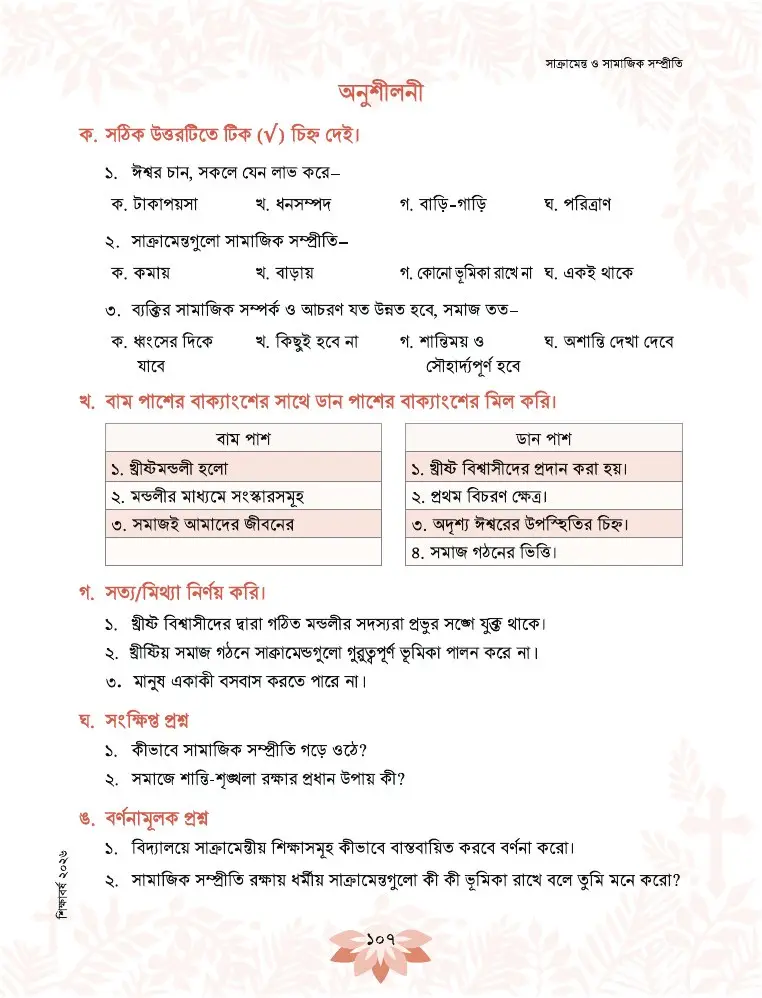 সাক্রামেন্ত ও সামাজিক সম্প্রীতি
অনুশীলনী
ক. সঠিক উত্তরটিতে টিক (√) চিহ্ন দেই।
১. ঈশ্বর চান, সকলে যেন লাভ করে–
ক. টাকাপয়সা খ. ধনসম্পদ গ. বাড়ি-গাড়ি ঘ. পরিত্রাণ
২. সাক্রামেন্তগুলো সামাজিক সম্প্রীতি–
ক. কমায় খ. বাড়ায় গ. কোনো ভূমিকা রাখে না ঘ. একই থাকে
৩. ব্যক্তির সামাজিক সম্পর্ক ও আচরণ যত উন্নত হবে, সমাজ তত–
ক. ধ্বংসের দিকে খ. কিছুই হবে না গ. শান্তিময় ও ঘ. অশান্তি দেখা দেবে
যাবে সৌহার্দ্যপূর্ণ হবে
খ. বাম পাশের বাক্যাংশের সাথে ডান পাশের বাক্যাংশের মিল করি।
বাম পাশ ডান পাশ
১. খ্রীষ্টমন্ডলী হলো ১. খ্রীষ্ট বিশ্বাসীদের প্রদান করা হয়।
২. মন্ডলীর মাধ্যমে সংস্কারসমূহ ২. প্রথম বিচরণ ক্ষেত্র।
৩. সমাজই আমাদের জীবনের ৩. অদৃশ্য ঈশ্বরের উপস্থিতির চিহ্ন।
৪. সমাজ গঠনের ভিত্তি।
গ. সত্য/মিথ্যা নির্ণয় করি।
১. খ্রীষ্ট বিশ্বাসীদের দ্বারা গঠিত মন্ডলীর সদস্যরা প্রভুর সঙ্গে যুক্ত থাকে।
২. খ্রীষ্টিয় সমাজ গঠনে সাক্রামেন্তগুলো গুরুত্বপূর্ণ ভূমিকা পালন করে না।
৩. মানুষ একাকী বসবাস করতে পারে না।
ঘ. সংক্ষিপ্ত প্রশ্ন
১. কীভাবে সামাজিক সম্প্রীতি গড়ে ওঠে?
২. সমাজে শান্তি-শৃঙ্খলা রক্ষার প্রধান উপায় কী?
ঙ. বর্ণনামূলক প্রশ্ন
১. বিদ্যালয়ে সাক্রামেন্তীয় শিক্ষাসমূহ কীভাবে বাস্তবায়িত করবে বর্ণনা করো।
২. সামাজিক সম্প্রীতি রক্ষায় ধর্মীয় সাক্রামেন্তগুলো কী কী ভূমিকা রাখে বলে তুমি মনে করো?
শিক্ষাবর্ষ ২০২৬
১০৭